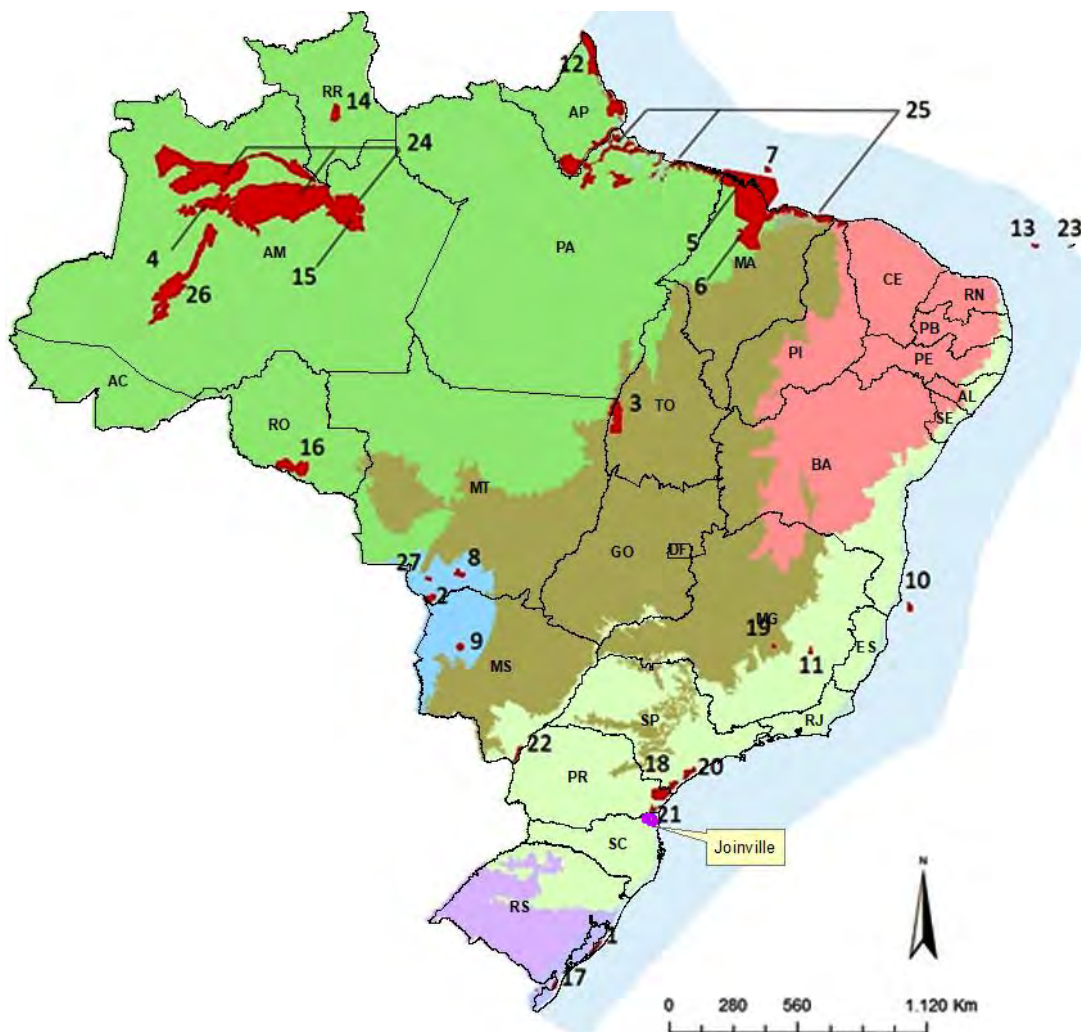 12
RR
14
AP
25
24
7
4
AM
15
PA
5
6
MA
13
23
26
CE
RN
PB
PI
PE
AC
3
TO
AL
SE
RO
16
BA
MT
27
8
2
GO
DF
10
MG
19
9
MS
11
ES
SP
RJ
22
18
20
PR
21
SC
Joinville
N
RS
1
17
0 280 560 1.120 Km